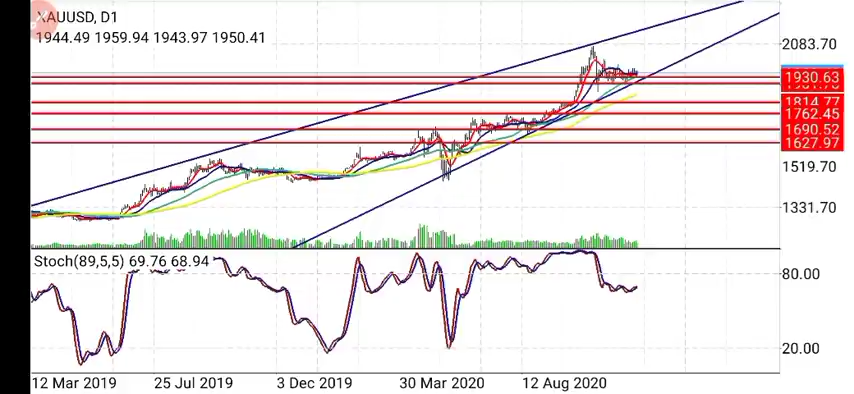 XAUUSD, D1
1944.49 1959.94 1943.97 1950.41
2083.70
1930.63
1814.77
1762.45
1690.52
1627.97
1519.70
1331.70
Stoch(89,5,5) 69.76 68.94
80.00
20.00
12 Mar 2019 25 Jul 2019 3 Dec 2019 30 Mar 2020 12 Aug 2020